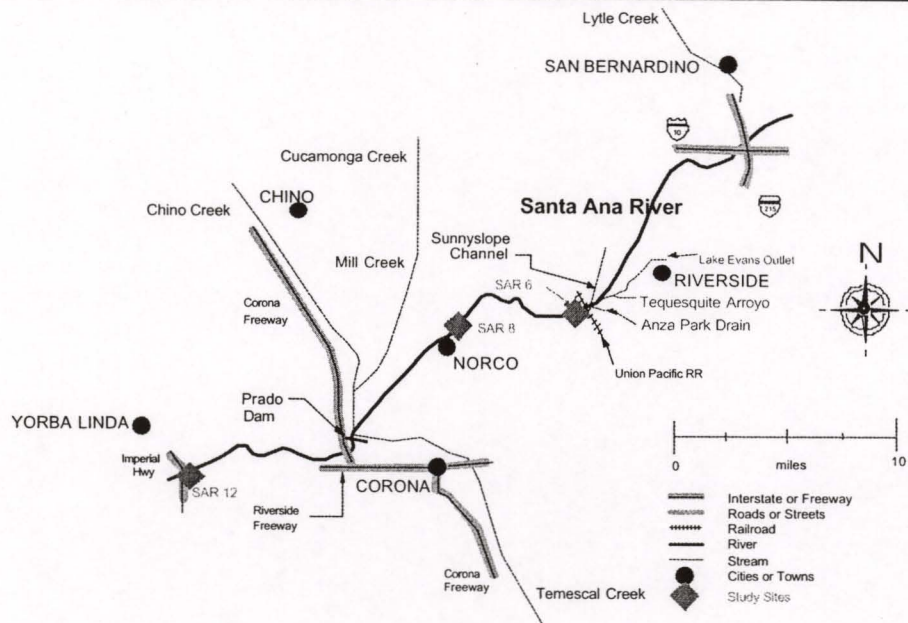 Lytle Creek
SAN BERNARDINO
10
Cucamonga Creek
CHINO
Chino Creek
215
Santa Ana River
Sunnyslope
Channel
Mill Creek
Lake Evans Outlet
RIVERSIDE
N
SAR 6
Tequesquite Arroyo
Corona
Freeway
SAR 8
Anza Park Drain
NORCO
Union Pacific RR
Prado
Dam
YORBA LINDA
Imperial
Hwy
SAR 12
CORONA
Riverside
Freeway
Corona
Freeway
Temescal Creek
0 10
miles
Interstate or Freeway
Roads or Streets
Railroad
River
Stream
Cities or Towns
Study Sites